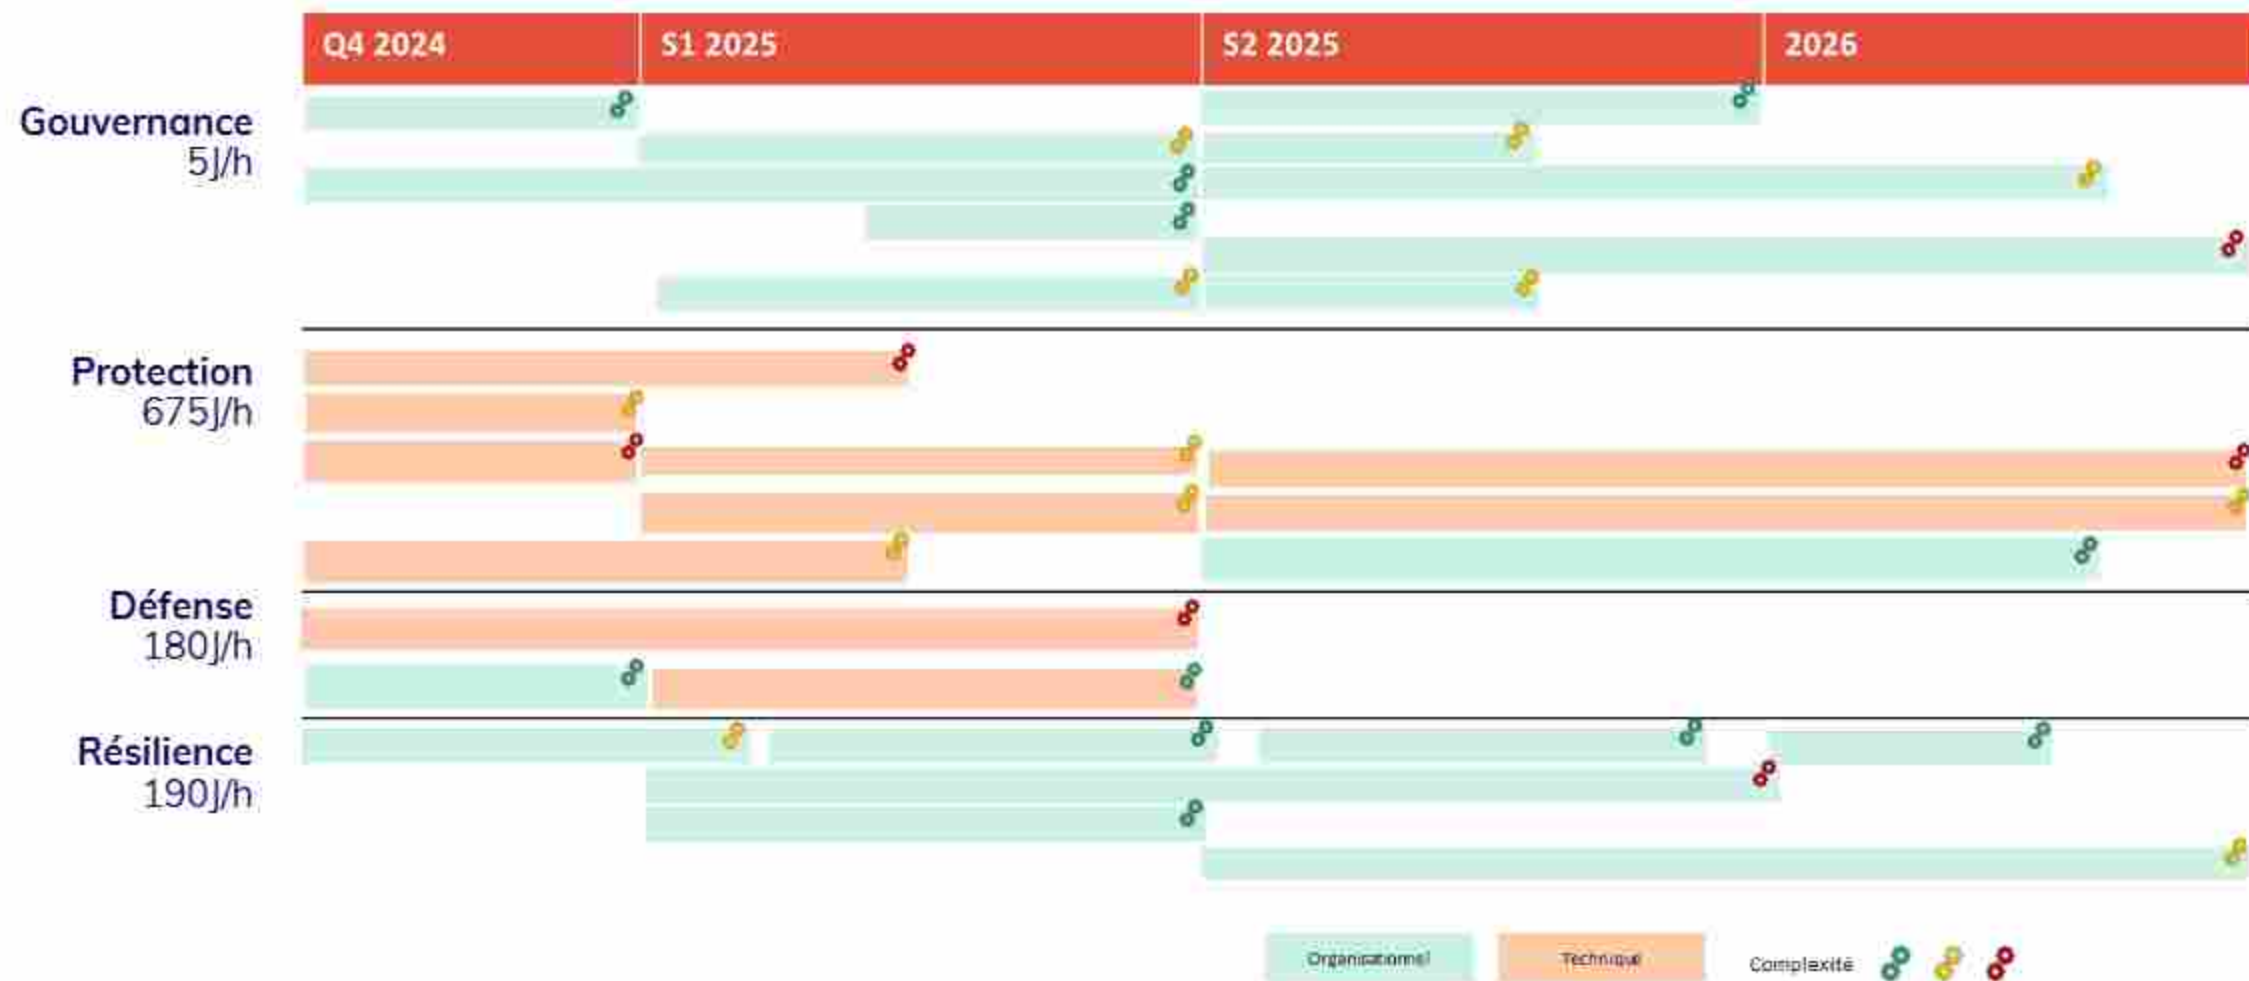 Q4 2024
S1 2025
S2 2025
2026
Gouvernance
5J/h
Protection
675J/h
Défense
180J/h
Résilience
190J/h
Organisationnel
Technique
Complexité